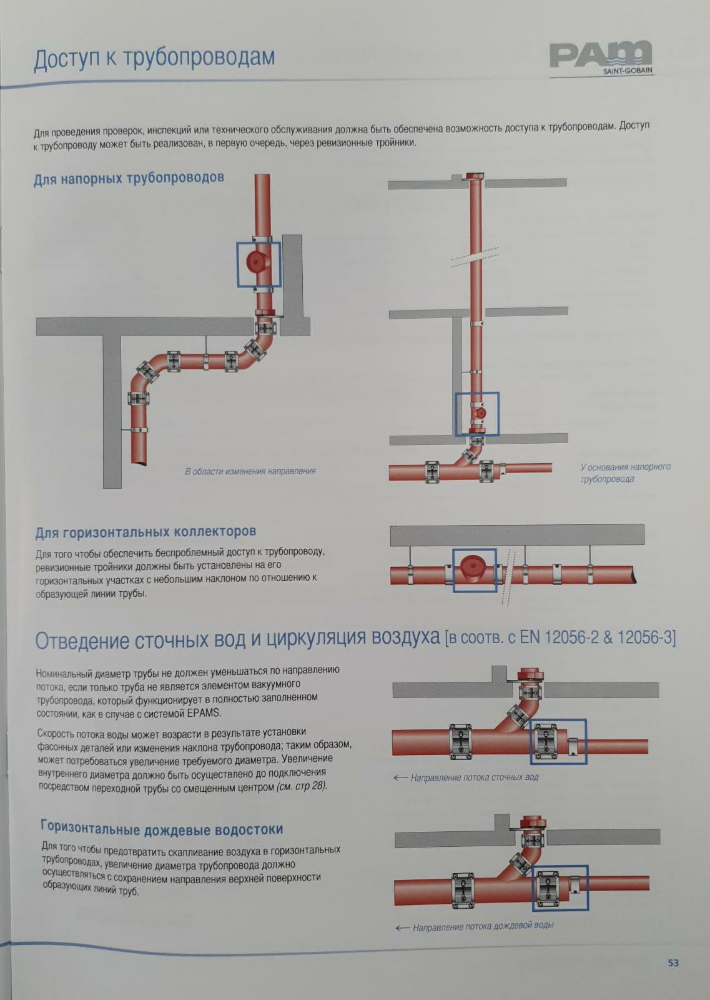 Доступ к трубопроводам
PAM
SAINT-GOBAIN
Для проведения проверок, инспекций или технического обслуживания должна быть обеспечена возможность доступа к трубопроводам. Доступ
к трубопроводу может быть реализован, в первую очередь, через ревизионные тройники.
Для напорных трубопроводов
В области изменения направления
У основания напорного
трубопровода
Для горизонтальных коллекторов
Для того чтобы обеспечить беспроблемный доступ к трубопроводу,
ревизионные тройники должны быть установлены на его
горизонтальных участках с небольшим наклоном по отношению к
образующей линии трубы.
Отведение сточных вод и циркуляция воздуха [в соотв. с EN 12056-2 & 12056-3]
Номинальный диаметр трубы не должен уменьшаться по направлению
потока, если только труба не является элементом вакуумного
трубопровода, который функционирует в полностью заполненном
состоянии, как в случае с системой EPAMS.
Скорость потока воды может возрасти в результате установки
фасонных деталей или изменения наклона трубопровода; таким образом,
может потребоваться увеличение требуемого диаметра. Увеличение
внутреннего диаметра должно быть осуществлено до подключения
посредством переходной трубы со смещенным центром (см. стр 28).
← Направление потока сточных вод
Горизонтальные дождевые водостоки
Для того чтобы предотвратить скапливание воздуха в горизонтальных
трубопроводах, увеличение диаметра трубопровода должно
осуществляться с сохранением направления верхней поверхности
образующих линий труб.
← Направление потока дождевой воды
53